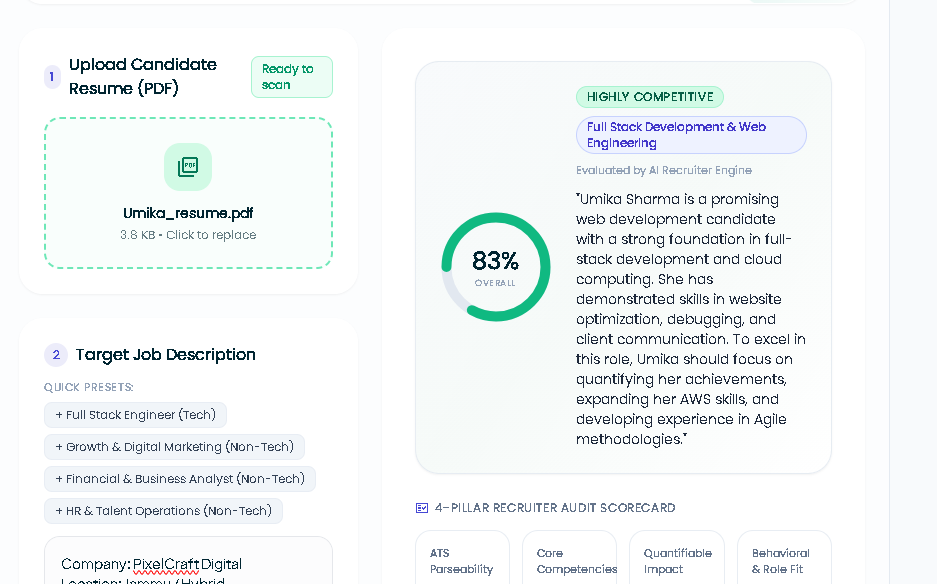 1
Upload Candidate
Resume (PDF)
Ready to
scan
PDF
Umika_resume.pdf
3.8 KB • Click to replace
2
Target Job Description
QUICK PRESETS:
+ Full Stack Engineer (Tech)
+ Growth & Digital Marketing (Non-Tech)
+ Financial & Business Analyst (Non-Tech)
+ HR & Talent Operations (Non-Tech)
Company: PixelCraft Digital
Location: Jammu (Hybrid
83%
OVERALL
HIGHLY COMPETITIVE
Full Stack Development & Web
Engineering
Evaluated by AI Recruiter Engine
"Umika Sharma is a promising
web development candidate
with a strong foundation in full-
stack development and cloud
computing. She has
demonstrated skills in website
optimization, debugging, and
client communication. To excel in
this role, Umika should focus on
quantifying her achievements,
expanding her AWS skills, and
developing experience in Agile
methodologies."
4-PILLAR RECRUITER AUDIT SCORECARD
ATS
Parseability
Core
Competencies
Quantifiable
Impact
Behavioral
& Role Fit